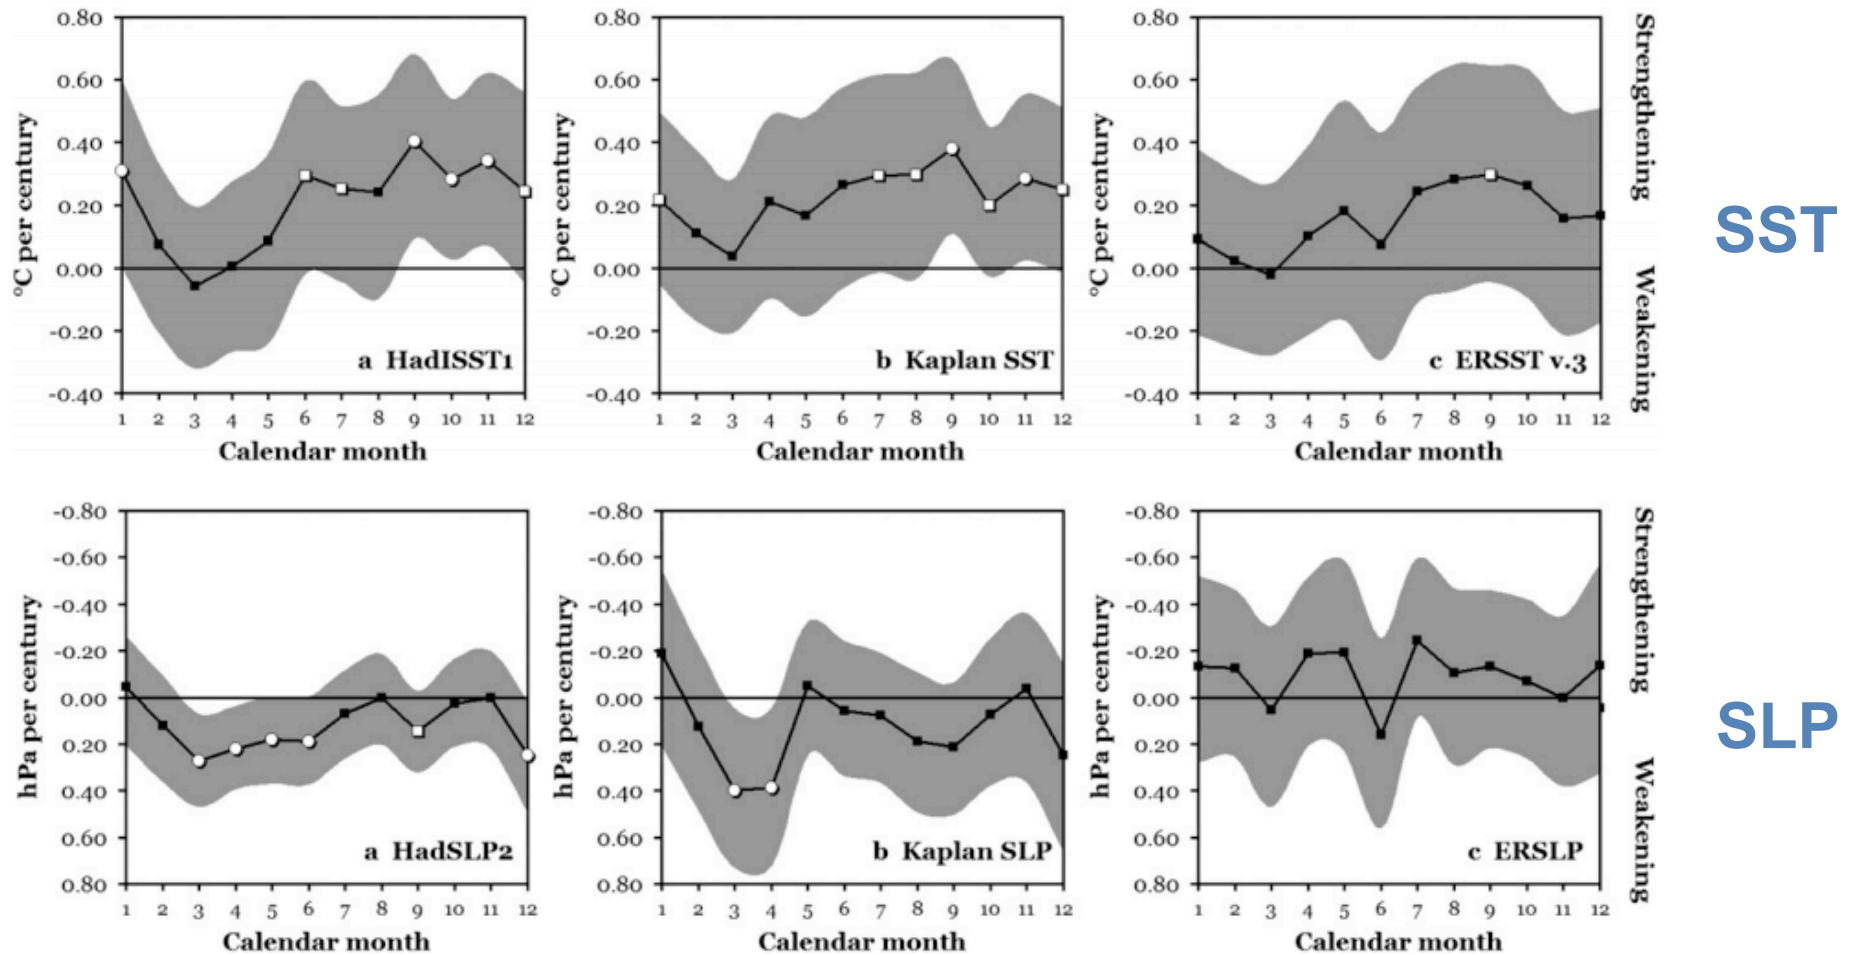 0.80
0.60
0.40
0.20
0.00
-0.20
-0.40
°C per century
a HadISST1
1 2 3 4 5 6 7 8 9 10 11 12
Calendar month
0.80
0.60
0.40
0.20
0.00
-0.20
-0.40
°C per century
b Kaplan SST
1 2 3 4 5 6 7 8 9 10 11 12
Calendar month
0.80
0.60
0.40
0.20
0.00
-0.20
-0.40
°C per century
c ERSST v.3
1 2 3 4 5 6 7 8 9 10 11 12
Calendar month
Strengthening
Weakening
SST
-0.80
-0.60
-0.40
-0.20
0.00
0.20
0.40
0.60
0.80
hPa per century
a HadSLP2
1 2 3 4 5 6 7 8 9 10 11 12
Calendar month
-0.80
-0.60
-0.40
-0.20
0.00
0.20
0.40
0.60
0.80
hPa per century
b Kaplan SLP
1 2 3 4 5 6 7 8 9 10 11 12
Calendar month
-0.80
-0.60
-0.40
-0.20
0.00
0.20
0.40
0.60
0.80
hPa per century
c ERSLP
1 2 3 4 5 6 7 8 9 10 11 12
Calendar month
Strengthening
Weakening
SLP